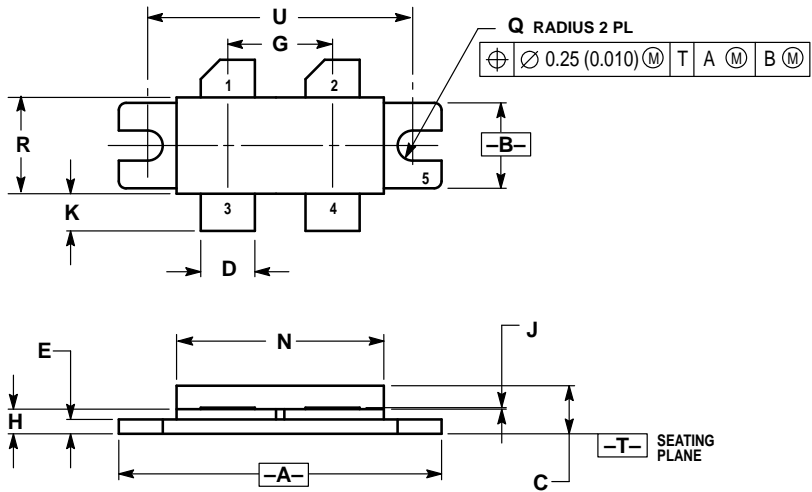 U
Q RADIUS 2 PL
G
⌖ ∅ 0.25 (0.010) Ⓜ T A Ⓜ B Ⓜ
1 2
R
–B–
5
K
3 4
D
J
E
N
H
–T– SEATING PLANE
–A–
C